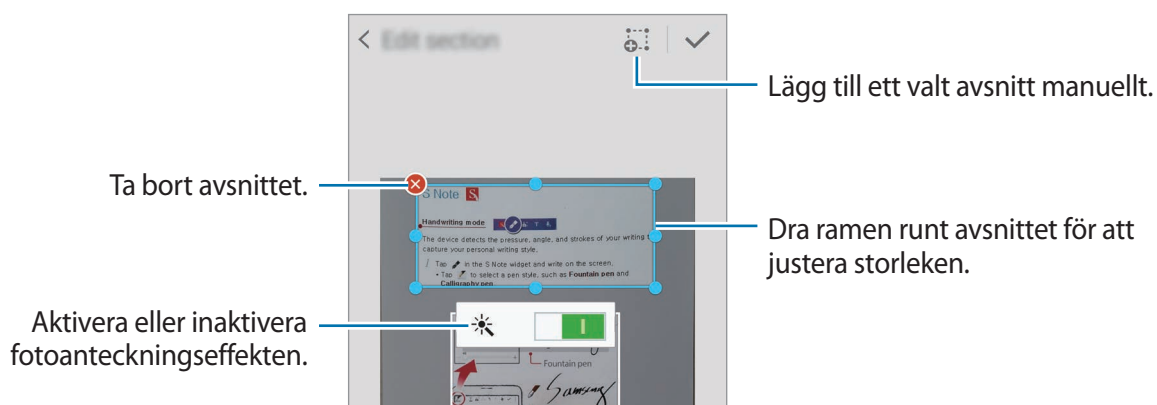 Edit section
Lägg till ett valt avsnitt manuellt.
Ta bort avsnittet.
S Note
Handwriting mode
The device detects the pressure, angle, and strokes of your writing
capture your personal writing style.
Tap in the S Note widget and write on the screen.
• Tap to select a pen style, such as Fountain pen and
Calligraphy pen
Dra ramen runt avsnittet för att
justera storleken.
Aktivera eller inaktivera
fotoanteckningseffekten.
Fountain pen
Samsung